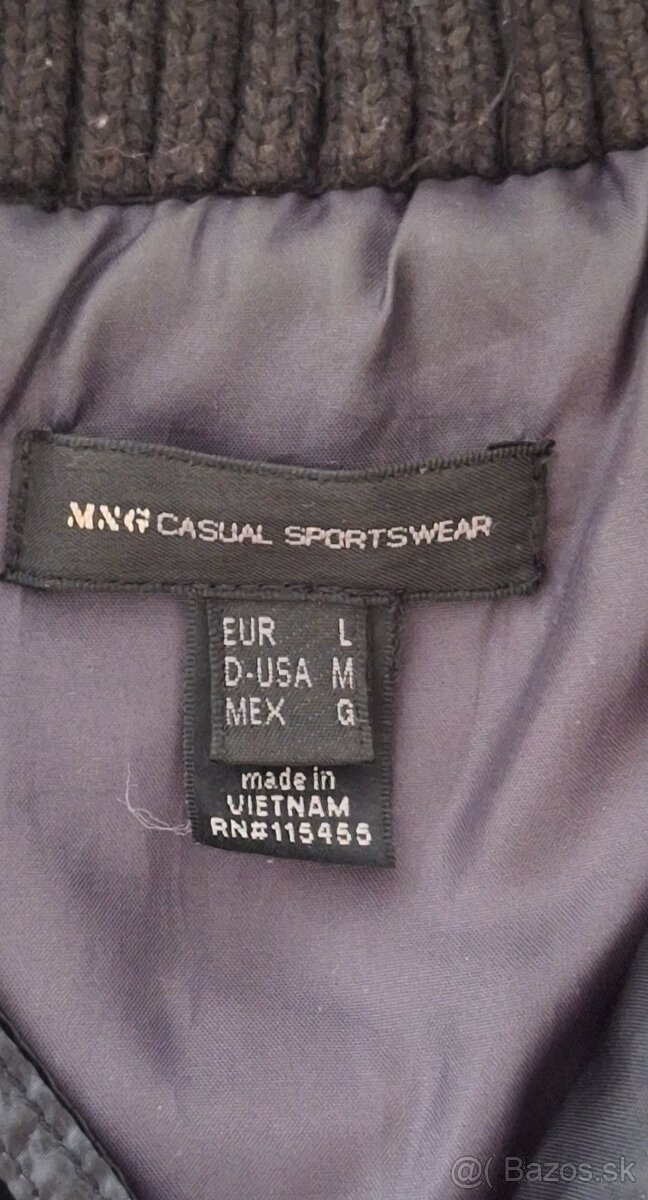 MNG CASUAL SPORTSWEAR
EUR L
D-USA M
MEX G
made in
VIETNAM
RN#115455
@( Bazos.sk